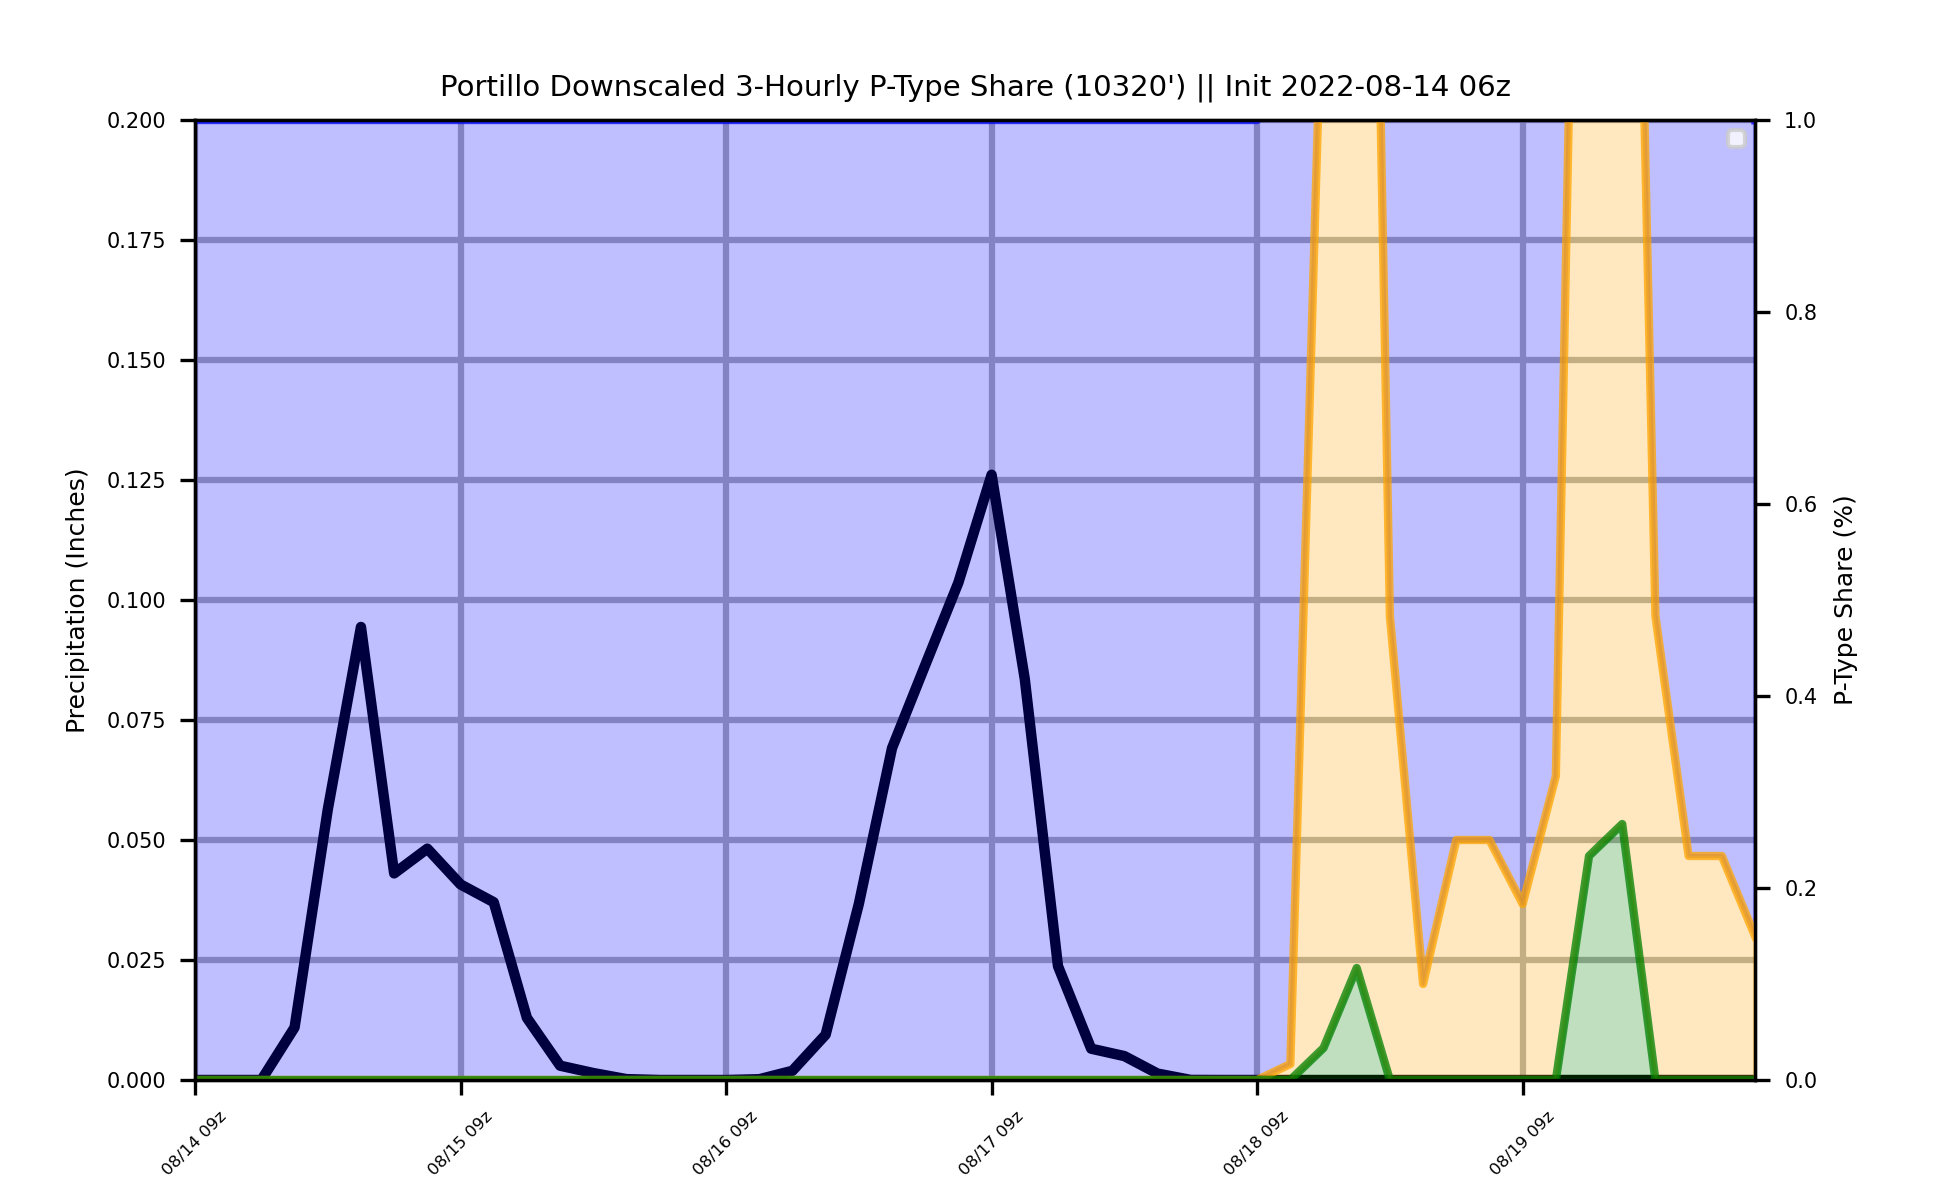 Portillo Downscaled 3-Hourly P-Type Share (10320') || Init 2022-08-14 06z
0.200
0.175
0.150
0.125
0.100
0.075
0.050
0.025
0.000
Precipitation (Inches)
1.0
0.8
0.6
0.4
0.2
0.0
P-Type Share (%)
08/14 09z
08/15 09z
08/16 09z
08/17 09z
08/18 09z
08/19 09z